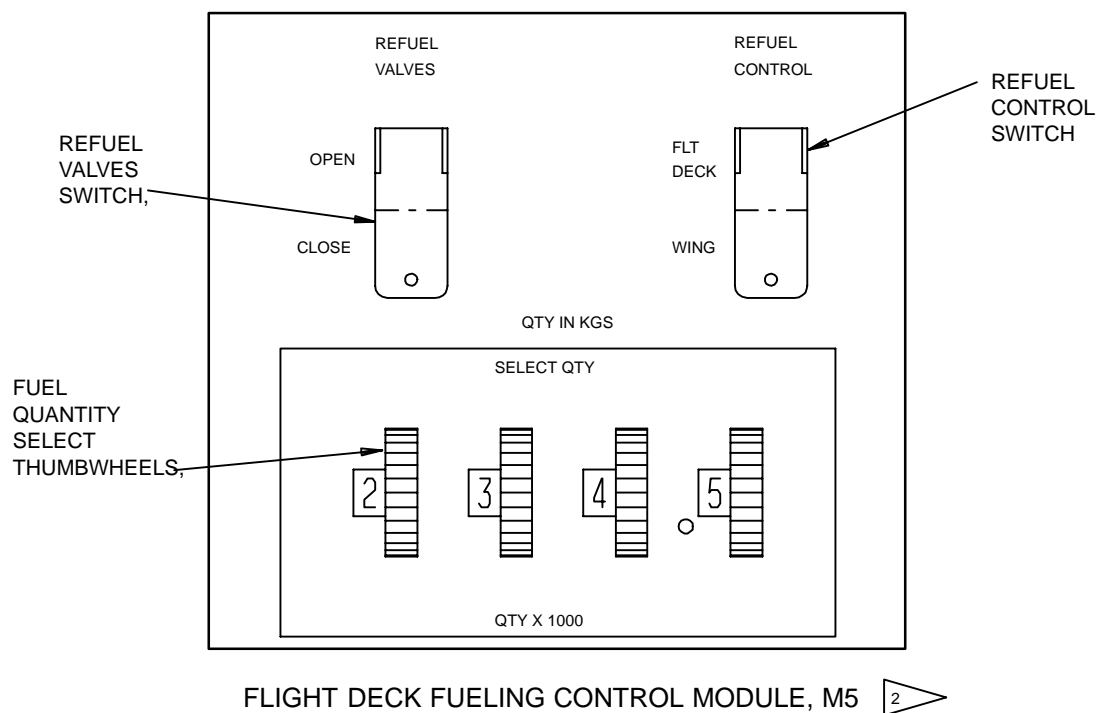 REFUEL
VALVES
REFUEL
CONTROL
REFUEL
CONTROL
SWITCH
REFUEL
VALVES
SWITCH,
OPEN
FLT
DECK
CLOSE
WING
QTY IN KGS
SELECT QTY
FUEL
QUANTITY
SELECT
THUMBWHEELS,
2 3 4 5
QTY X 1000
FLIGHT DECK FUELING CONTROL MODULE, M5 2